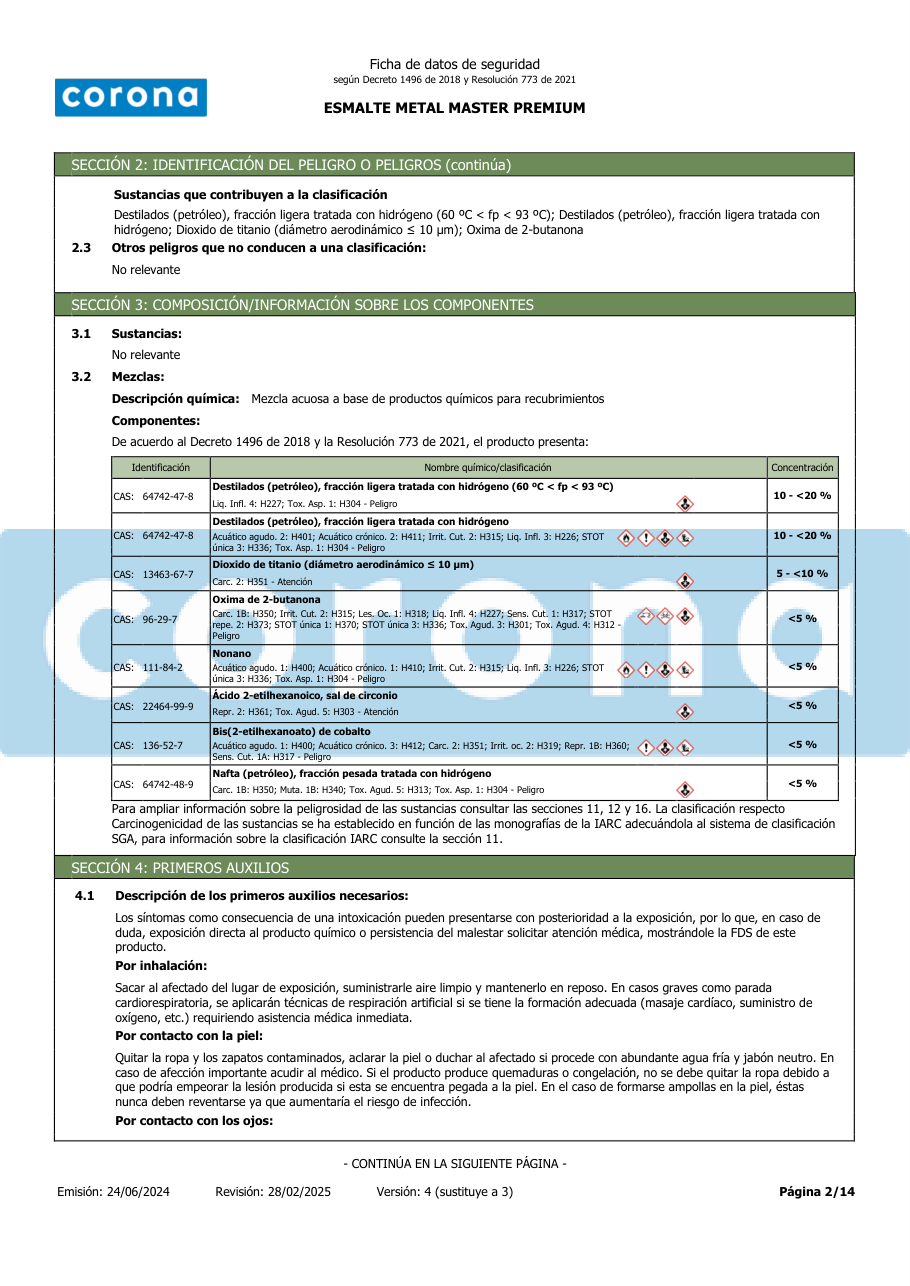 Ficha de datos de seguridad
según Decreto 1496 de 2018 y Resolución 773 de 2021
corona
ESMALTE METAL MASTER PREMIUM
SECCIÓN 2: IDENTIFICACIÓN DEL PELIGRO O PELIGROS (continúa)
Sustancias que contribuyen a la clasificación
Destilados (petróleo), fracción ligera tratada con hidrógeno (60 ºC < fp < 93 ºC); Destilados (petróleo), fracción ligera tratada con
hidrógeno; Dioxido de titanio (diámetro aerodinámico ≤ 10 µm); Oxima de 2-butanona
2.3 Otros peligros que no conducen a una clasificación:
No relevante
SECCIÓN 3: COMPOSICIÓN/INFORMACIÓN SOBRE LOS COMPONENTES
3.1 Sustancias:
No relevante
3.2 Mezclas:
Descripción química: Mezcla acuosa a base de productos químicos para recubrimientos
Componentes:
De acuerdo al Decreto 1496 de 2018 y la Resolución 773 de 2021, el producto presenta:
Identificación Nombre químico/clasificación Concentración
Destilados (petróleo), fracción ligera tratada con hidrógeno (60 ºC < fp < 93 ºC)
CAS: 64742-47-8 10 - <20 %
Liq. Infl. 4: H227; Tox. Asp. 1: H304 - Peligro
Destilados (petróleo), fracción ligera tratada con hidrógeno
CAS: 64742-47-8 Acuático agudo. 2: H401; Acuático crónico. 2: H411; Irrit. Cut. 2: H315; Liq. Infl. 3: H226; STOT 10 - <20 %
única 3: H336; Tox. Asp. 1: H304 - Peligro
Dioxido de titanio (diámetro aerodinámico ≤ 10 µm)
CAS: 13463-67-7 5 - <10 %
Carc. 2: H351 - Atención
Oxima de 2-butanona
Carc. 1B: H350; Irrit. Cut. 2: H315; Les. Oc. 1: H318; Liq. Infl. 4: H227; Sens. Cut. 1: H317; STOT
CAS: 96-29-7 <5 %
repe. 2: H373; STOT única 1: H370; STOT única 3: H336; Tox. Agud. 3: H301; Tox. Agud. 4: H312 -
Peligro
Nonano
CAS: 111-84-2 Acuático agudo. 1: H400; Acuático crónico. 1: H410; Irrit. Cut. 2: H315; Liq. Infl. 3: H226; STOT <5 %
única 3: H336; Tox. Asp. 1: H304 - Peligro
Ácido 2-etilhexanoico, sal de circonio
CAS: 22464-99-9 <5 %
Repr. 2: H361; Tox. Agud. 5: H303 - Atención
Bis(2-etilhexanoato) de cobalto
CAS: 136-52-7 Acuático agudo. 1: H400; Acuático crónico. 3: H412; Carc. 2: H351; Irrit. oc. 2: H319; Repr. 1B: H360; <5 %
Sens. Cut. 1A: H317 - Peligro
Nafta (petróleo), fracción pesada tratada con hidrógeno
CAS: 64742-48-9 <5 %
Carc. 1B: H350; Muta. 1B: H340; Tox. Agud. 5: H313; Tox. Asp. 1: H304 - Peligro
Para ampliar información sobre la peligrosidad de las sustancias consultar las secciones 11, 12 y 16. La clasificación respecto
Carcinogenicidad de las sustancias se ha establecido en función de las monografías de la IARC adecuándola al sistema de clasificación
SGA, para información sobre la clasificación IARC consulte la sección 11.
SECCIÓN 4: PRIMEROS AUXILIOS
4.1 Descripción de los primeros auxilios necesarios:
Los síntomas como consecuencia de una intoxicación pueden presentarse con posterioridad a la exposición, por lo que, en caso de
duda, exposición directa al producto químico o persistencia del malestar solicitar atención médica, mostrándole la FDS de este
producto.
Por inhalación:
Sacar al afectado del lugar de exposición, suministrarle aire limpio y mantenerlo en reposo. En casos graves como parada
cardiorespiratoria, se aplicarán técnicas de respiración artificial si se tiene la formación adecuada (masaje cardíaco, suministro de
oxígeno, etc.) requiriendo asistencia médica inmediata.
Por contacto con la piel:
Quitar la ropa y los zapatos contaminados, aclarar la piel o duchar al afectado si procede con abundante agua fría y jabón neutro. En
caso de afección importante acudir al médico. Si el producto produce quemaduras o congelación, no se debe quitar la ropa debido a
que podría empeorar la lesión producida si esta se encuentra pegada a la piel. En el caso de formarse ampollas en la piel, éstas
nunca deben reventarse ya que aumentaría el riesgo de infección.
Por contacto con los ojos:
- CONTINÚA EN LA SIGUIENTE PÁGINA -
Emisión: 24/06/2024 Revisión: 28/02/2025 Versión: 4 (sustituye a 3) Página 2/14
corona